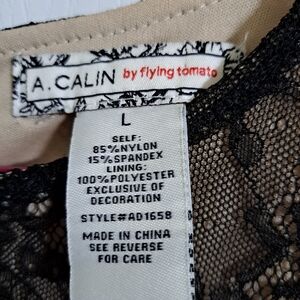 A. CALIN by flying tomato
L
SELF:
85%NYLON
15%SPANDEX
LINING:
100%POLYESTER
EXCLUSIVE OF
DECORATION
STYLE#AD1658
MADE IN CHINA
SEE REVERSE
FOR CARE